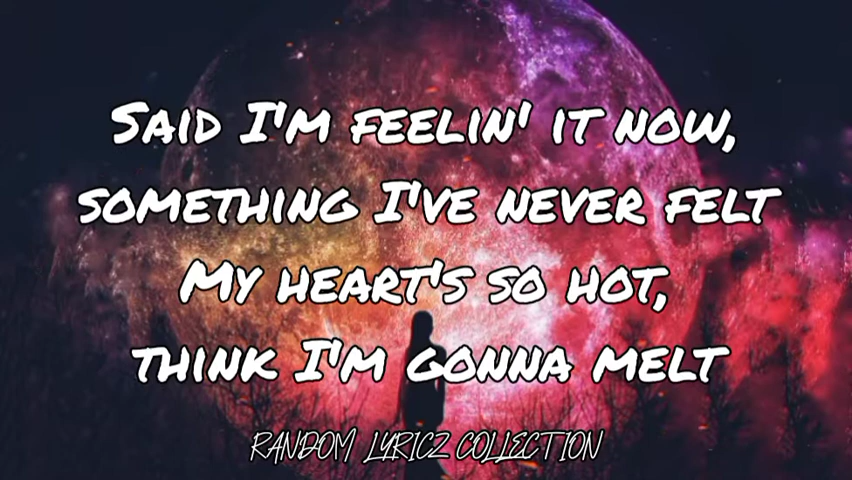 Said I'm feelin' it now,
something I've never felt
My heart's so hot,
think I'm gonna melt
RANDOM LYRICZ COLLECTION